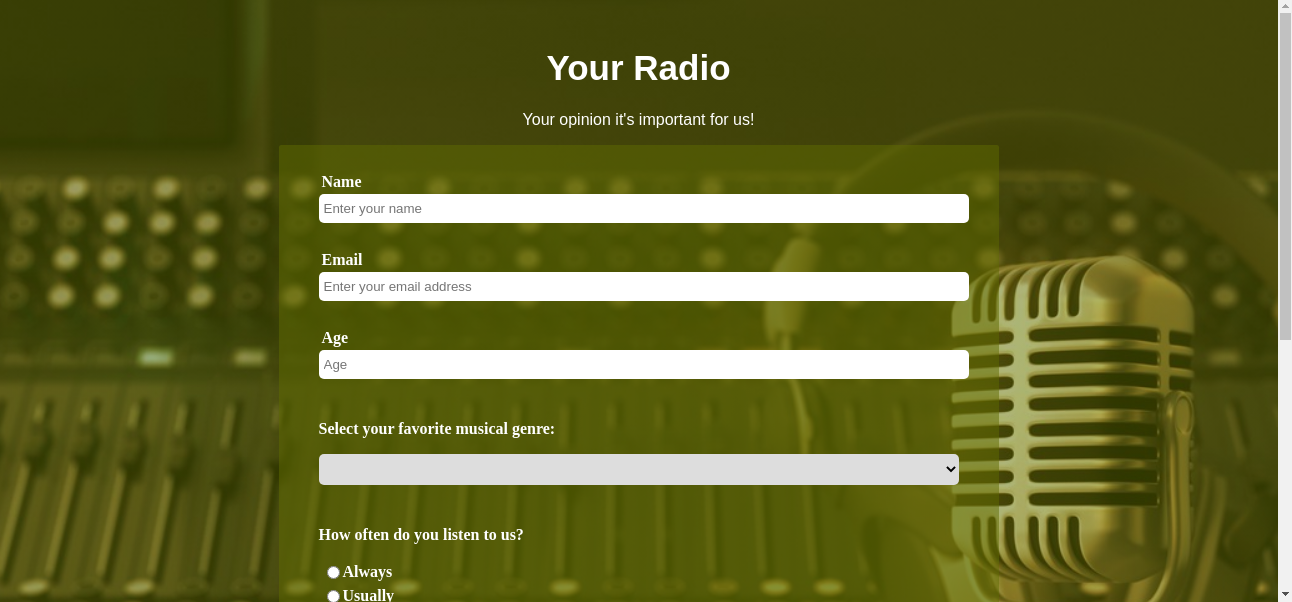 Your Radio
Your opinion it's important for us!
Name
Enter your name
Email
Enter your email address
Age
Age
Select your favorite musical genre:
How often do you listen to us?
Always
Usually